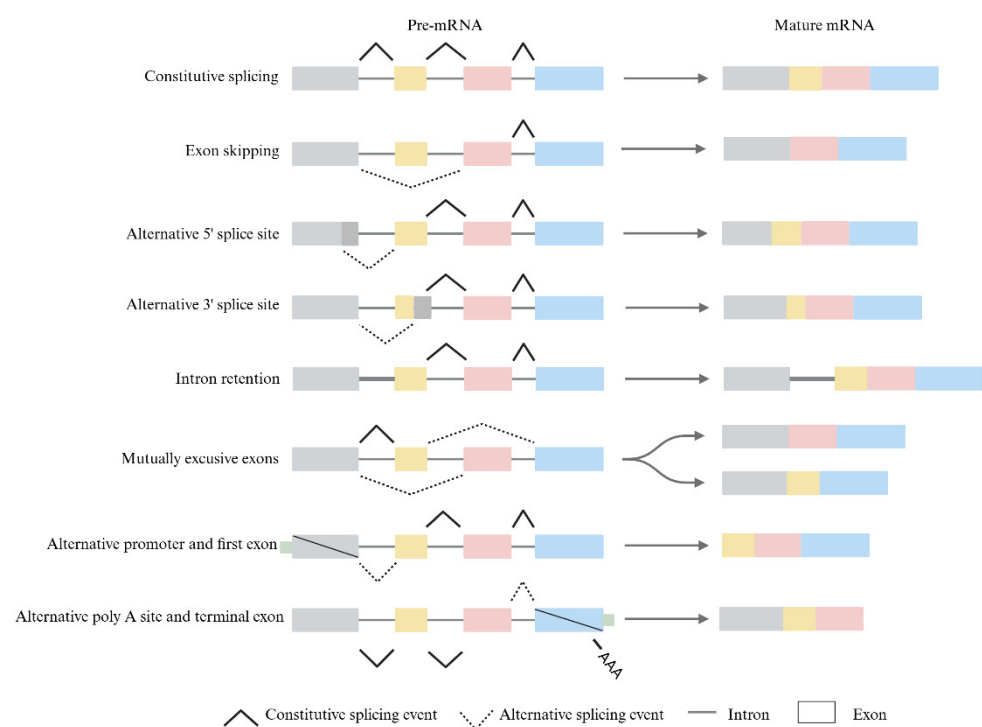 Pre-mRNA
Mature mRNA
Constitutive splicing
Exon skipping
Alternative 5' splice site
Alternative 3' splice site
Intron retention
Mutually excusive exons
Alternative promoter and first exon
Alternative poly A site and terminal exon
AAA
Constitutive splicing event
Alternative splicing event
Intron
Exon